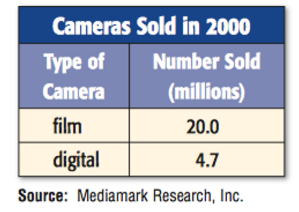 Cameras Sold in 2000
Type of Camera
Number Sold (millions)
film 20.0
digital 4.7
Source: Mediamark Research, Inc.